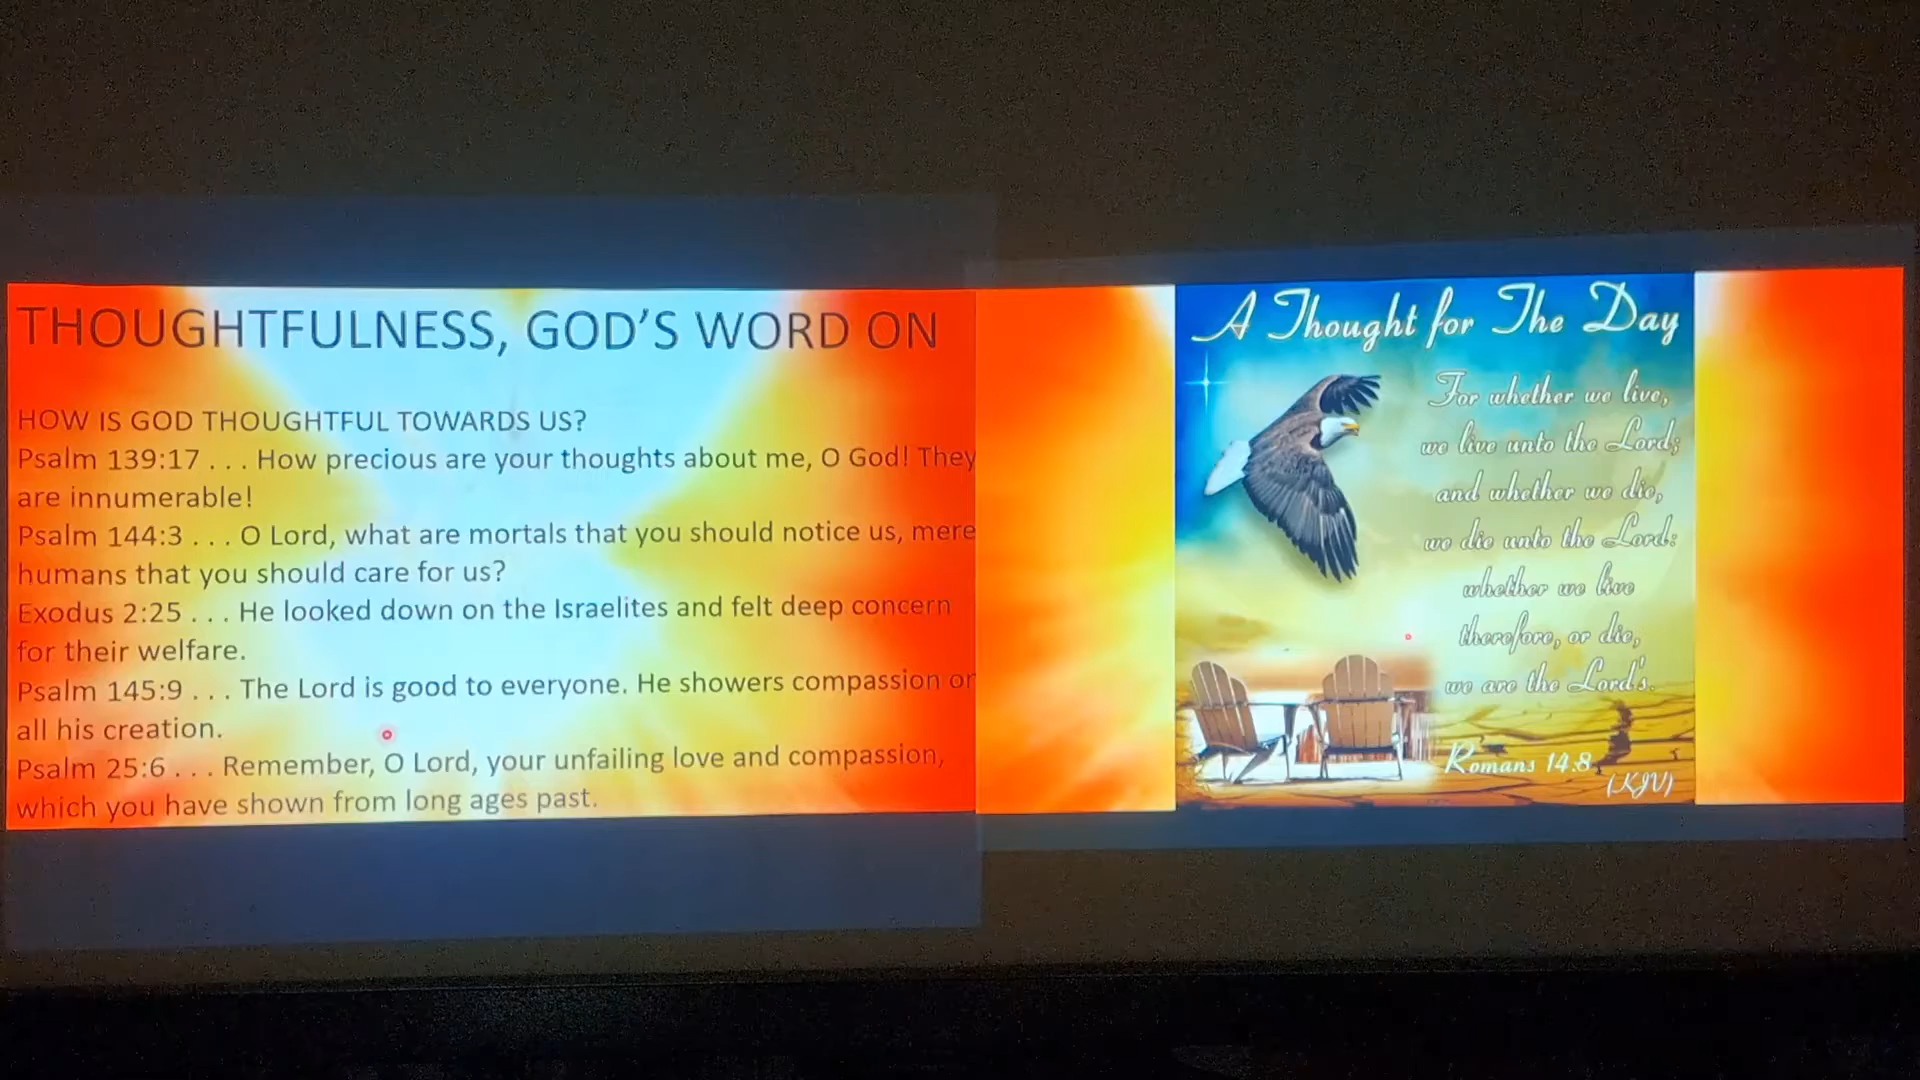 THOUGHTFULNESS, GOD'S WORD ON
HOW IS GOD THOUGHTFUL TOWARDS US?
Psalm 139:17 . . . How precious are your thoughts about me, O God! They
are innumerable!
Psalm 144:3 . . . O Lord, what are mortals that you should notice us, mere
humans that you should care for us?
Exodus 2:25 . . . He looked down on the Israelites and felt deep concern
for their welfare.
Psalm 145:9 . . . The Lord is good to everyone. He showers compassion on
all his creation.
Psalm 25:6 . . . Remember, O Lord, your unfailing love and compassion,
which you have shown from long ages past.
A Thought for The Day
For whether we live,
we live unto the Lord;
and whether we die,
we die unto the Lord:
whether we live
therefore, or die,
we are the Lord's.
Romans 14:8
(KJV)